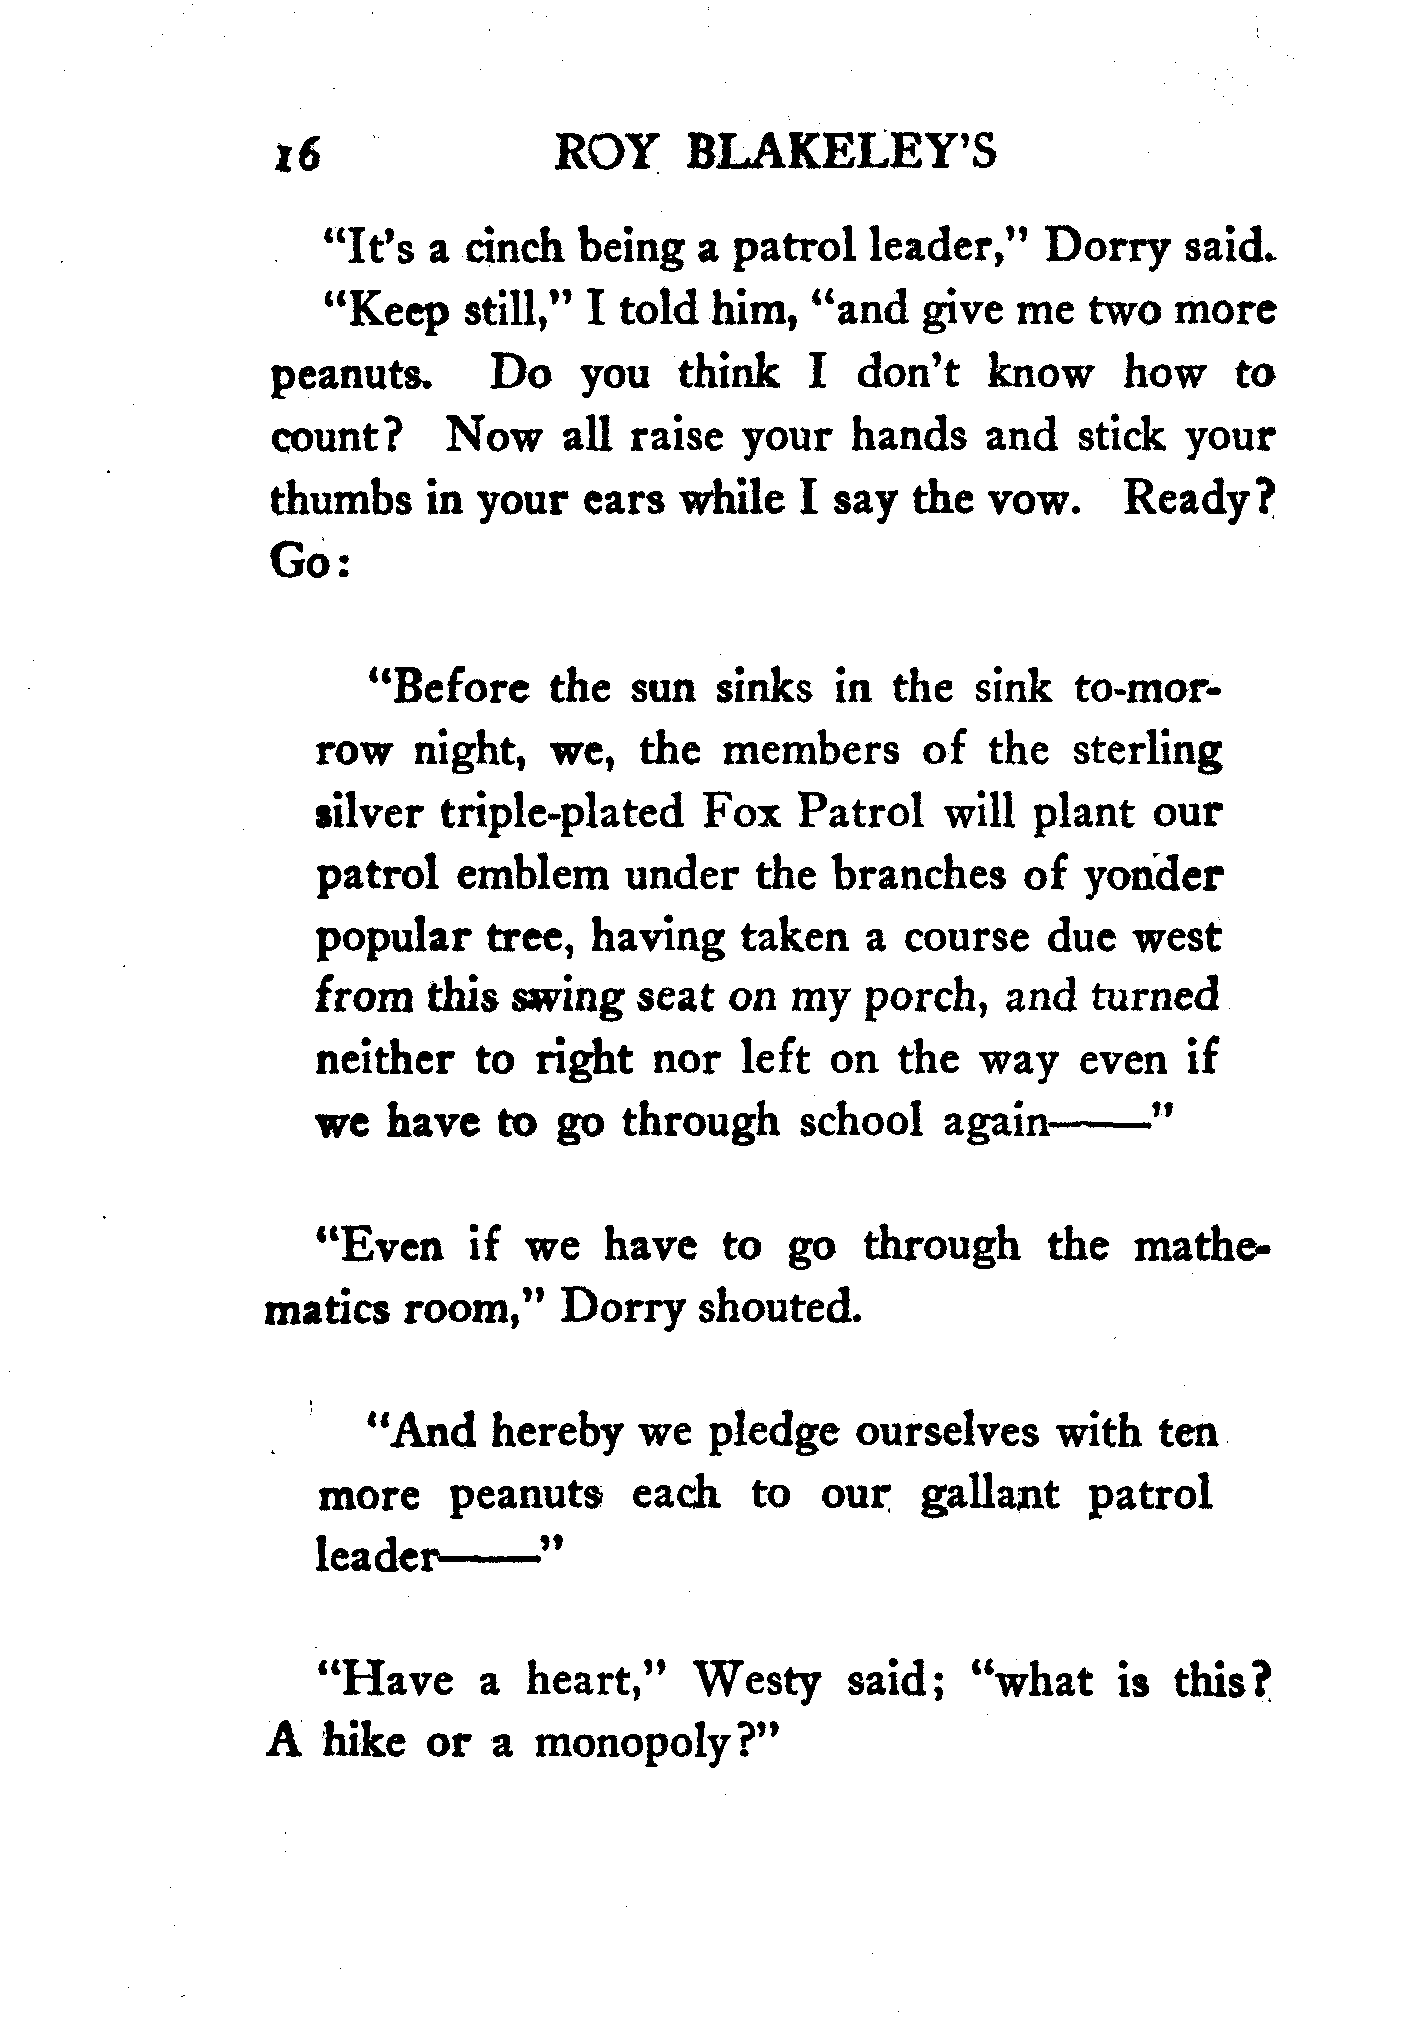 16 ROY BLAKELEY'S
“It's a cinch being a patrol leader,” Dorry said.
“Keep still,” I told him, “and give me two more
peanuts. Do you think I don't know how to
count? Now all raise your hands and stick your
thumbs in your ears while I say the vow. Ready?
Go:
“Before the sun sinks in the sink to-mor-
row night, we, the members of the sterling
silver triple-plated Fox Patrol will plant our
patrol emblem under the branches of yonder
popular tree, having taken a course due west
from this swing seat on my porch, and turned
neither to right nor left on the way even if
we have to go through school again——”
“Even if we have to go through the mathe-
matics room,” Dorry shouted.
“And hereby we pledge ourselves with ten
more peanuts each to our gallant patrol
leader——”
“Have a heart,” Westy said; “what is this?
A hike or a monopoly?”